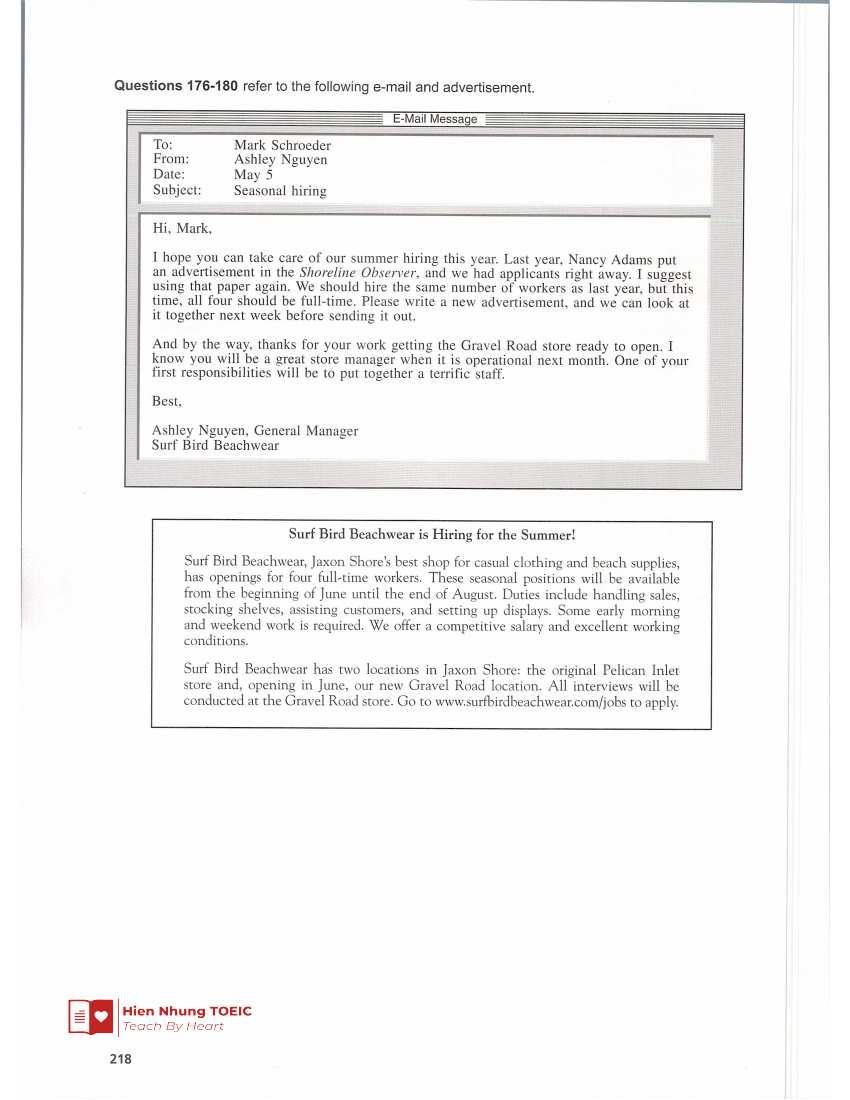 Questions 176-180 refer to the following e-mail and advertisement.
E-Mail Message
To: Mark Schroeder
From: Ashley Nguyen
Date: May 5
Subject: Seasonal hiring
Hi, Mark,
I hope you can take care of our summer hiring this year. Last year, Nancy Adams put
an advertisement in the Shoreline Observer, and we had applicants right away. I suggest
using that paper again. We should hire the same number of workers as last year, but this
time, all four should be full-time. Please write a new advertisement, and we can look at
it together next week before sending it out.
And by the way, thanks for your work getting the Gravel Road store ready to open. I
know you will be a great store manager when it is operational next month. One of your
first responsibilities will be to put together a terrific staff.
Best,
Ashley Nguyen, General Manager
Surf Bird Beachwear
Surf Bird Beachwear is Hiring for the Summer!
Surf Bird Beachwear, Jaxon Shore's best shop for casual clothing and beach supplies,
has openings for four full-time workers. These seasonal positions will be available
from the beginning of June until the end of August. Duties include handling sales,
stocking shelves, assisting customers, and setting up displays. Some early morning
and weekend work is required. We offer a competitive salary and excellent working
conditions.
Surf Bird Beachwear has two locations in Jaxon Shore: the original Pelican Inlet
store and, opening in June, our new Gravel Road location. All interviews will be
conducted at the Gravel Road store. Go to www.surfbirdbeachwear.com/jobs to apply.
Hien Nhung TOEIC
Teach By Heart
218